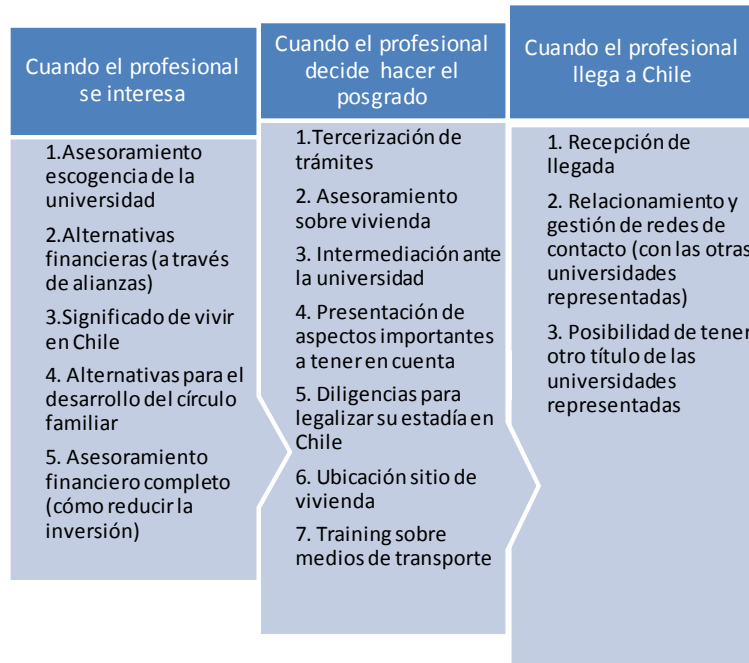 Cuando el profesional
se interesa
1.Asesoramiento
escogencia de la
universidad
2.Alternativas
financieras (a través
de alianzas)
3.Significado de vivir
en Chile
4. Alternativas para el
desarrollo del círculo
familiar
5. Asesoramiento
financiero completo
(cómo reducir la
inversión)
Cuando el profesional
decide hacer el
posgrado
1.Tercerización de
trámites
2. Asesoramiento
sobre vivienda
3. Intermediación ante
la universidad
4. Presentación de
aspectos importantes
a tener en cuenta
5. Diligencias para
legalizar su estadía en
Chile
6. Ubicación sitio de
vivienda
7. Training sobre
medios de transporte
Cuando el profesional
llega a Chile
1. Recepción de
llegada
2. Relacionamiento y
gestión de redes de
contacto (con las otras
universidades
representadas)
3. Posibilidad de tener
otro título de las
universidades
representadas